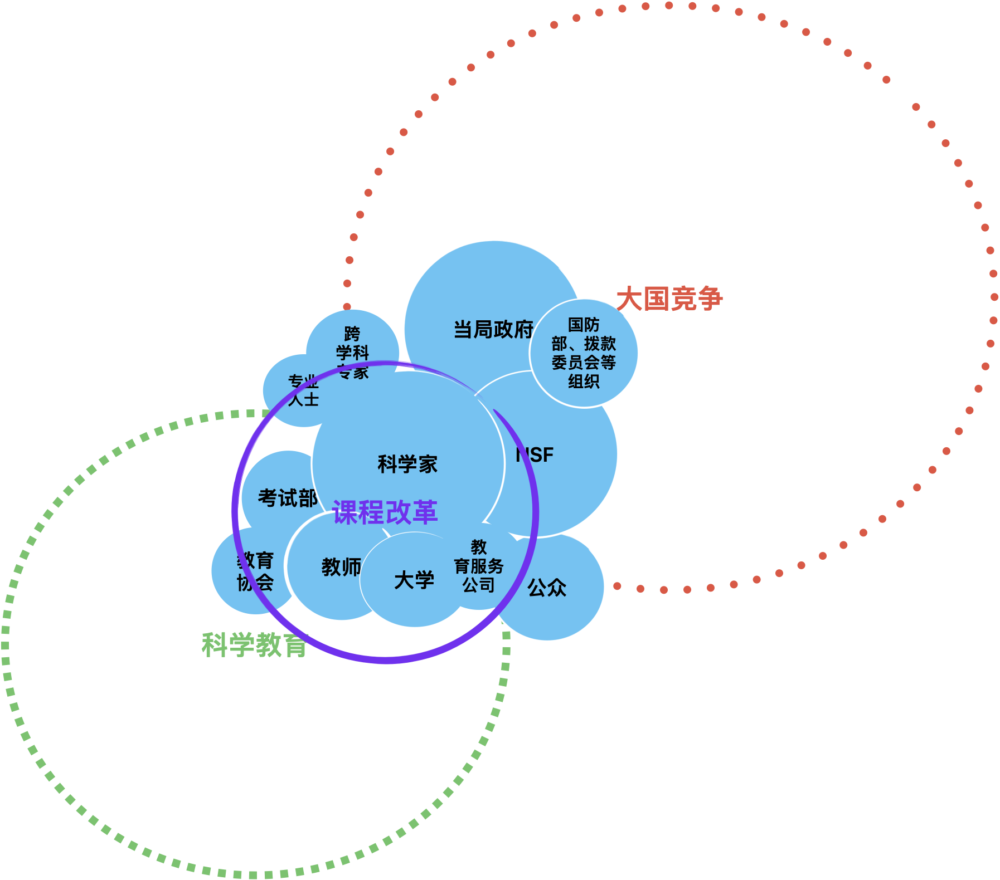 大国竞争
当局政府
国防
部、拨款
委员会等
组织
跨
学科
专家
专业
人士
科学家
NSF
考试部
课程改革
教育
协会
教师
大学
教
育服务
公司
公众
科学教育